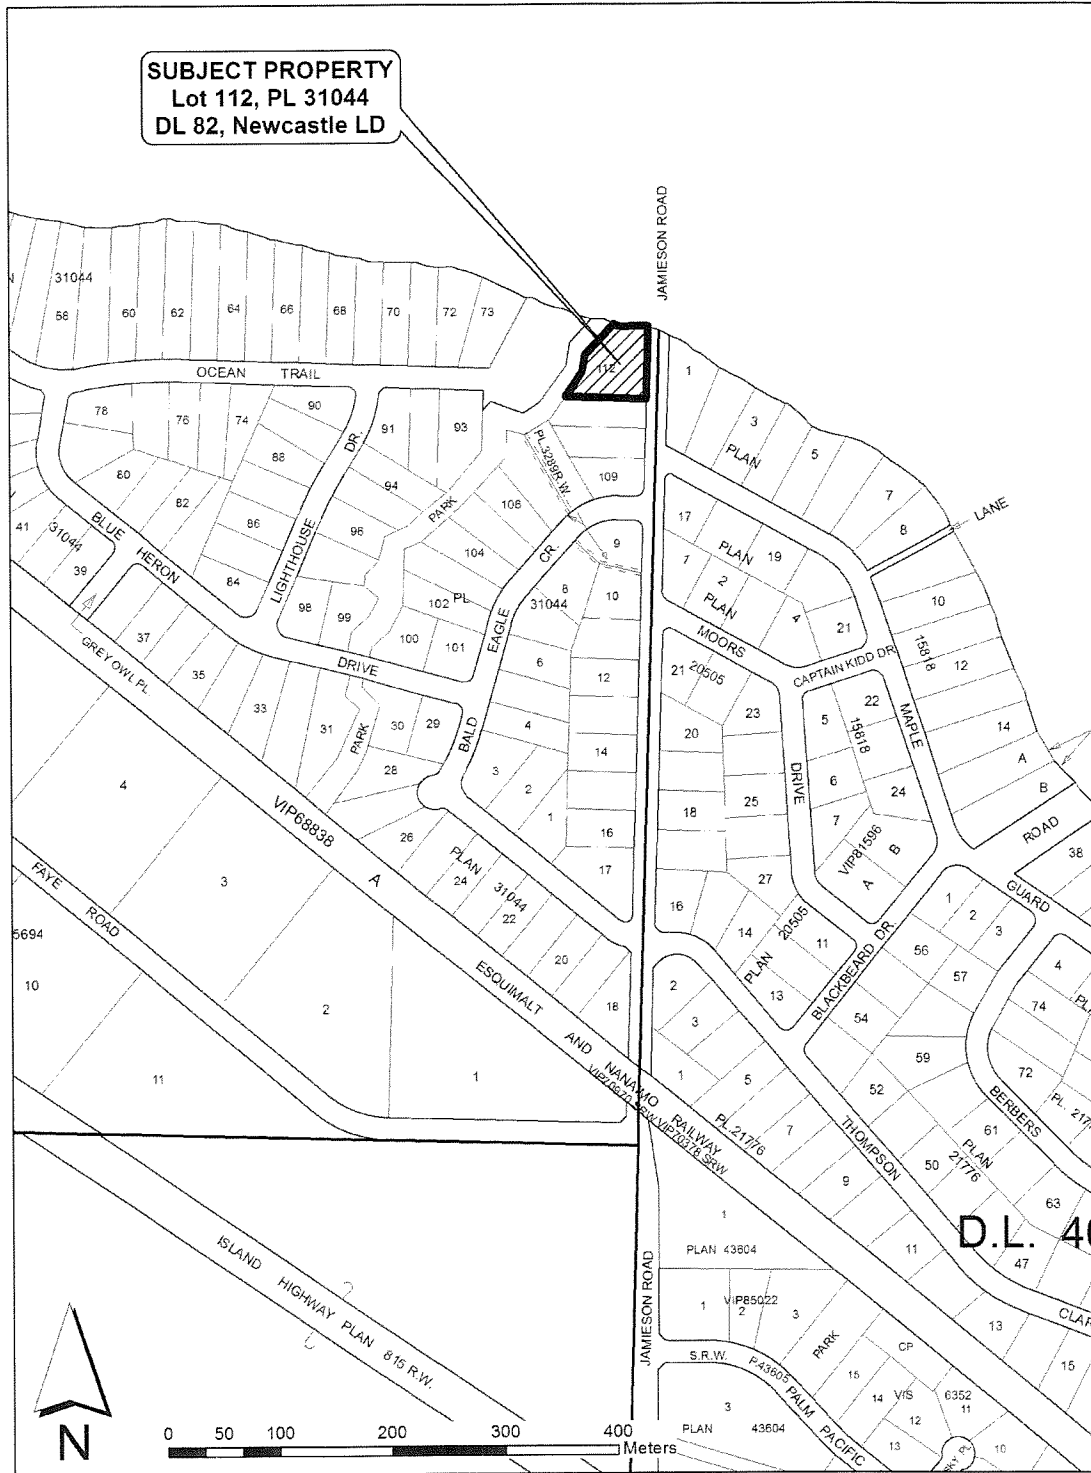 SUBJECT PROPERTY
Lot 112, PL 31044
DL 82, Newcastle LD
JAMIESON ROAD
31044
60
62
64
66
68
70
72
73
112
1
3
PLAN
5
7
8
LANE
OCEAN TRAIL
78
76
74
90
DR.
91
93
PL.3289R.W
109
108
PARK
88
94
80
82
86
96
104
CR.
9
17
PLAN
19
1
2
PLAN
4
41
31044
39
BLUE
HERON
84
LIGHTHOUSE
98
99
102
PL
31044
8
10
100
101
EAGLE
6
12
MOORS
21
CAPTAIN KIDD DR
10
15818
12
37
GREY OWL PL.
35
33
31
DRIVE
PARK
30
29
28
BALD
4
3
2
1
14
16
17
21
20505
20
18
23
25
27
DRIVE
5
15818
22
6
7
24
MAPLE
14
A
B
ROAD
38
4
3
VIP68838
A
26
PLAN
24
31044
22
20
18
16
14
PLAN 20505
11
13
VIP81596
A
B
BLACKBEARD DR.
1
2
3
GUARD
56
57
54
4
74
FAYE
ROAD
5694
10
11
2
1
ESQUIMALT AND NANAIMO RAILWAY
VIP70378 SRW
PL.21776
2
3
1
5
7
9
11
THOMPSON
59
52
72
BERBERS
61
PLAN
21776
50
63
47
D.L.
13
15
ISLAND HIGHWAY PLAN 815 R.W.
JAMIESON ROAD
1
PLAN 43604
1
VIP85022
2
3
PARK
CP
S.R.W.
P.43605
PALM
PACIFIC
15
14
VIS
6352
11
12
13
10
3
PLAN
43604
N
0 50 100 200 300 400
Meters